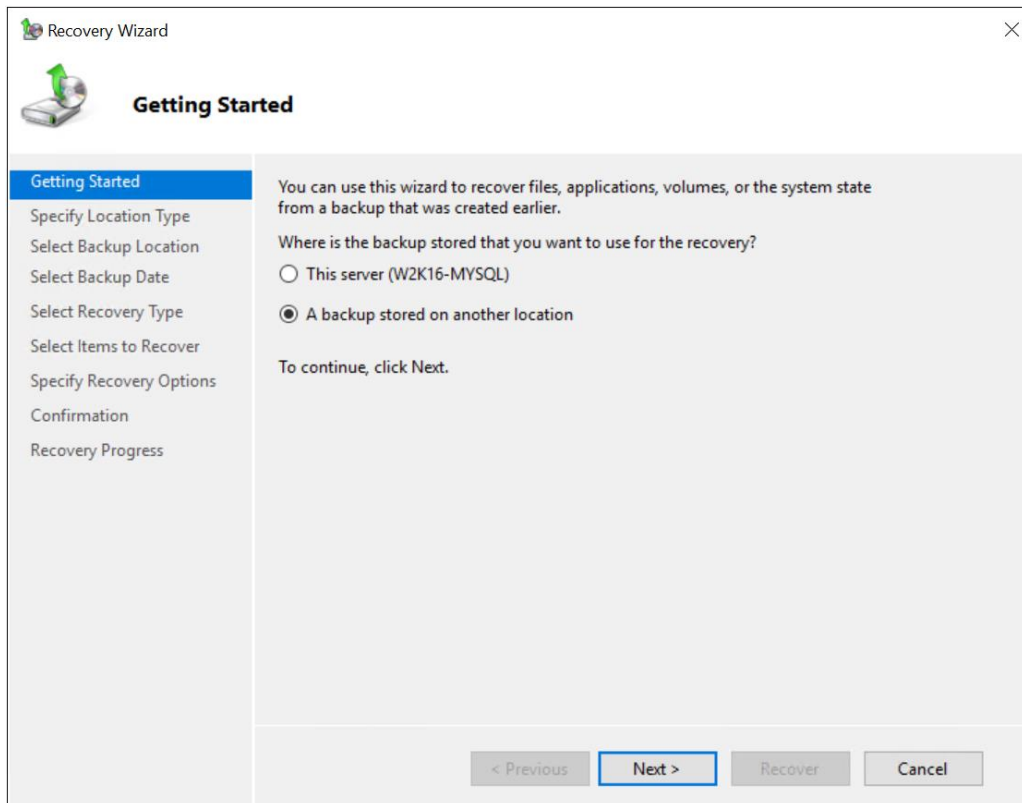 Recovery Wizard
Getting Started
Getting Started
Specify Location Type
Select Backup Location
Select Backup Date
Select Recovery Type
Select Items to Recover
Specify Recovery Options
Confirmation
Recovery Progress
You can use this wizard to recover files, applications, volumes, or the system state
from a backup that was created earlier.
Where is the backup stored that you want to use for the recovery?
This server (W2K16-MYSQL)
A backup stored on another location
To continue, click Next.
< Previous
Next >
Recover
Cancel